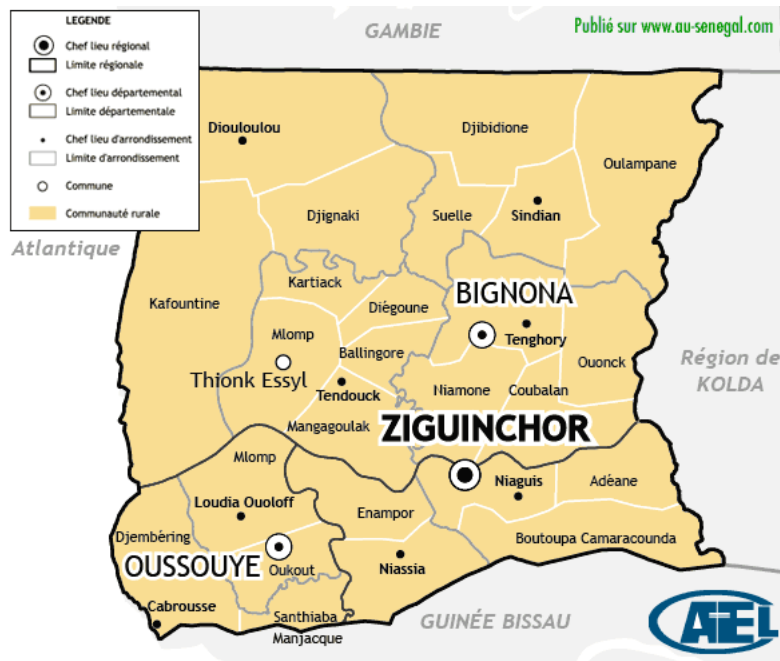 LEGENDE
Chef lieu régional
Limite régionale
Chef lieu départemental
Limite départementale
Chef lieu d'arrondissement
Limite d'arrondissement
Commune
Communauté rurale
GAMBIE
Publié sur www.au-senegal.com
Diouloulou
Djibidione
Oulampane
Djignaki
Suelle
Sindian
Atlantique
Kartiack
BIGNONA
Kafountine
Diégoune
Mlomp
Tenghory
Ballingore
Ouonck
Région de
KOLDA
Thionk Essyl
Tendouck
Niamone
Coubalan
Mangagoulak
ZIGUINCHOR
Mlomp
Niaguis
Adéane
Loudia Ouoloff
Enampor
Djembéring
Boutoupa Camaracounda
OUSSOUYE
Oukout
Niassia
Cabrousse
Santhiaba
Manjacque
GUINÉE BISSAU
ATEL